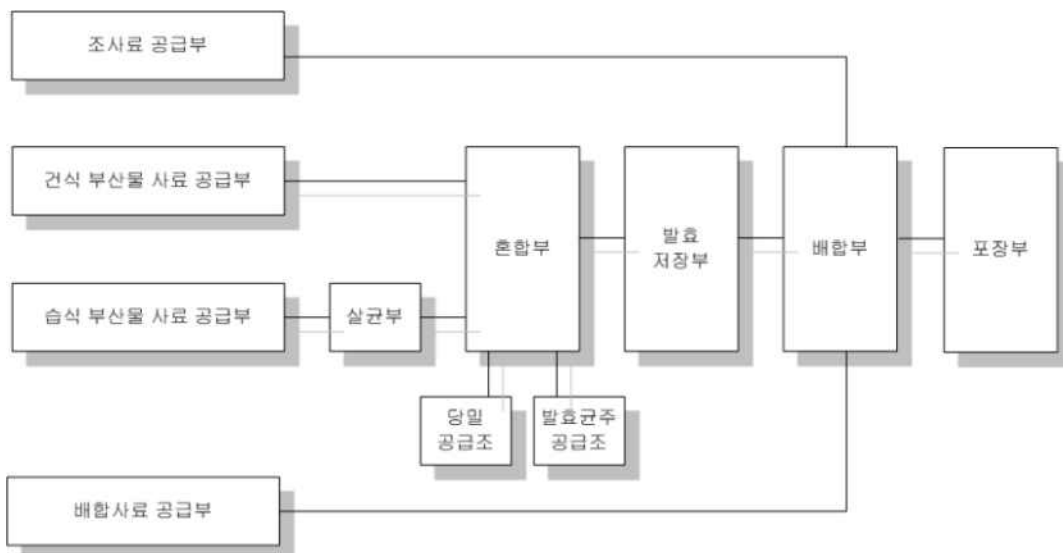 조사료 공급부
건식 부산물 사료 공급부
습식 부산물 사료 공급부
살균부
혼합부
발효
저장부
배합부
포장부
당밀
공급조
발효균주
공급조
배합사료 공급부